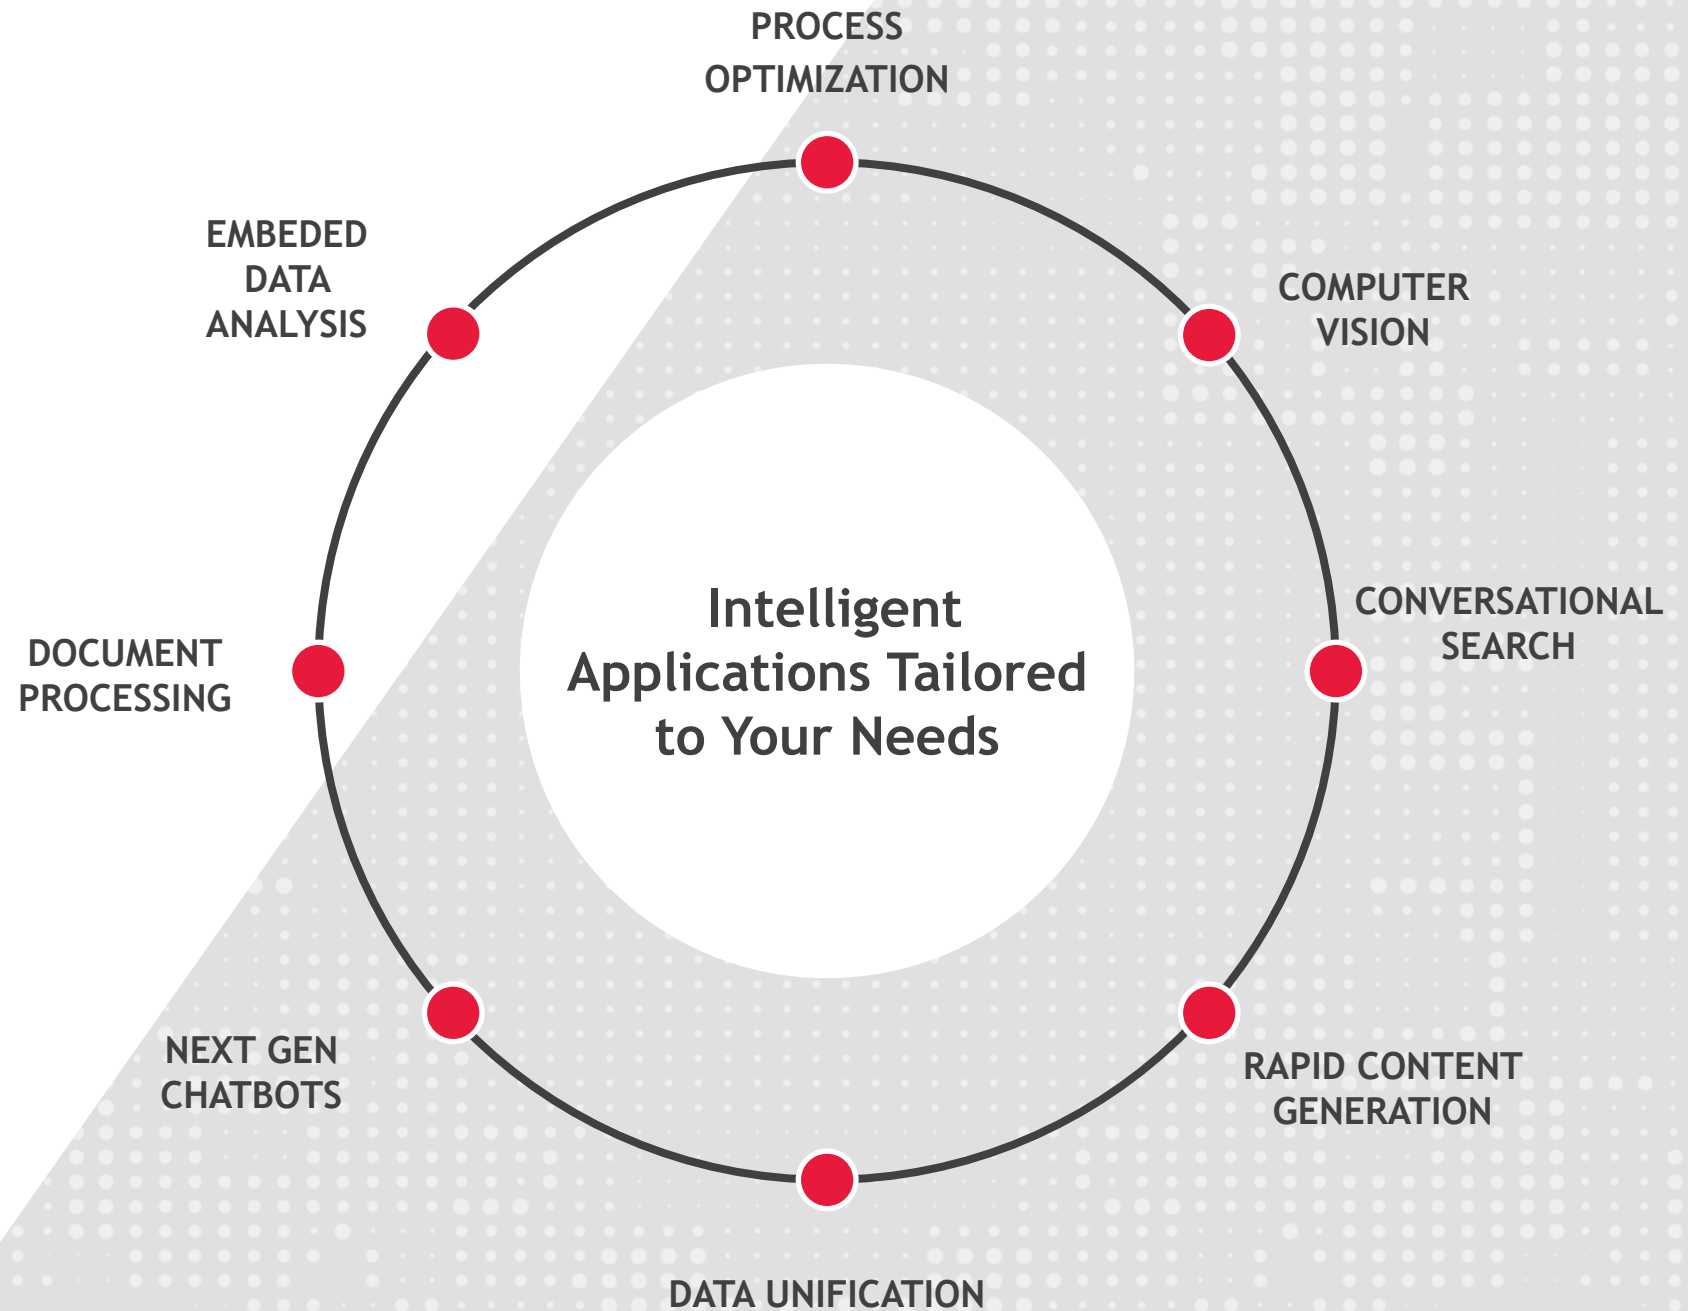 PROCESS
OPTIMIZATION
EMBEDED
DATA
ANALYSIS
COMPUTER
VISION
Intelligent
Applications Tailored
to Your Needs
CONVERSATIONAL
SEARCH
DOCUMENT
PROCESSING
NEXT GEN
CHATBOTS
RAPID CONTENT
GENERATION
DATA UNIFICATION